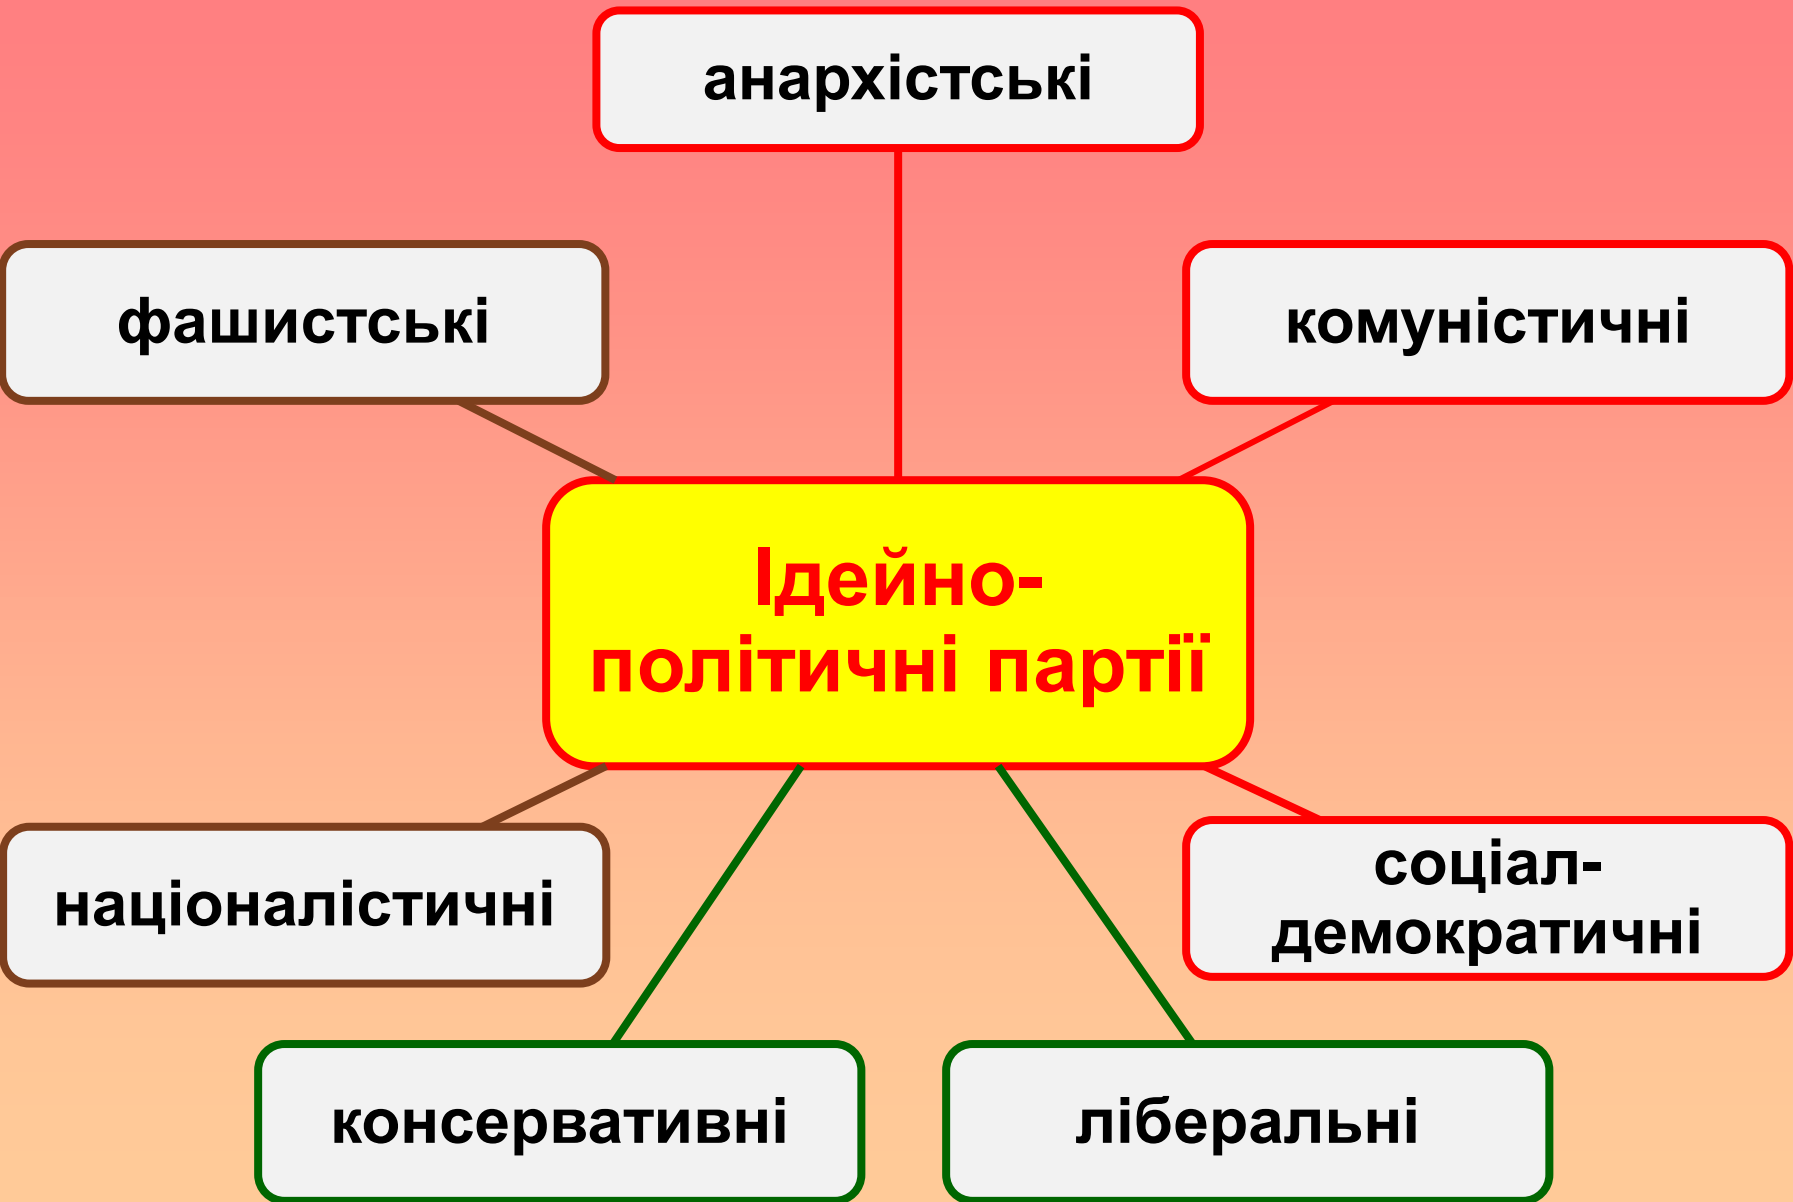 анархістські
фашистські
комуністичні
Ідейно-
політичні партії
націоналістичні
соціал-
демократичні
консервативні
ліберальні